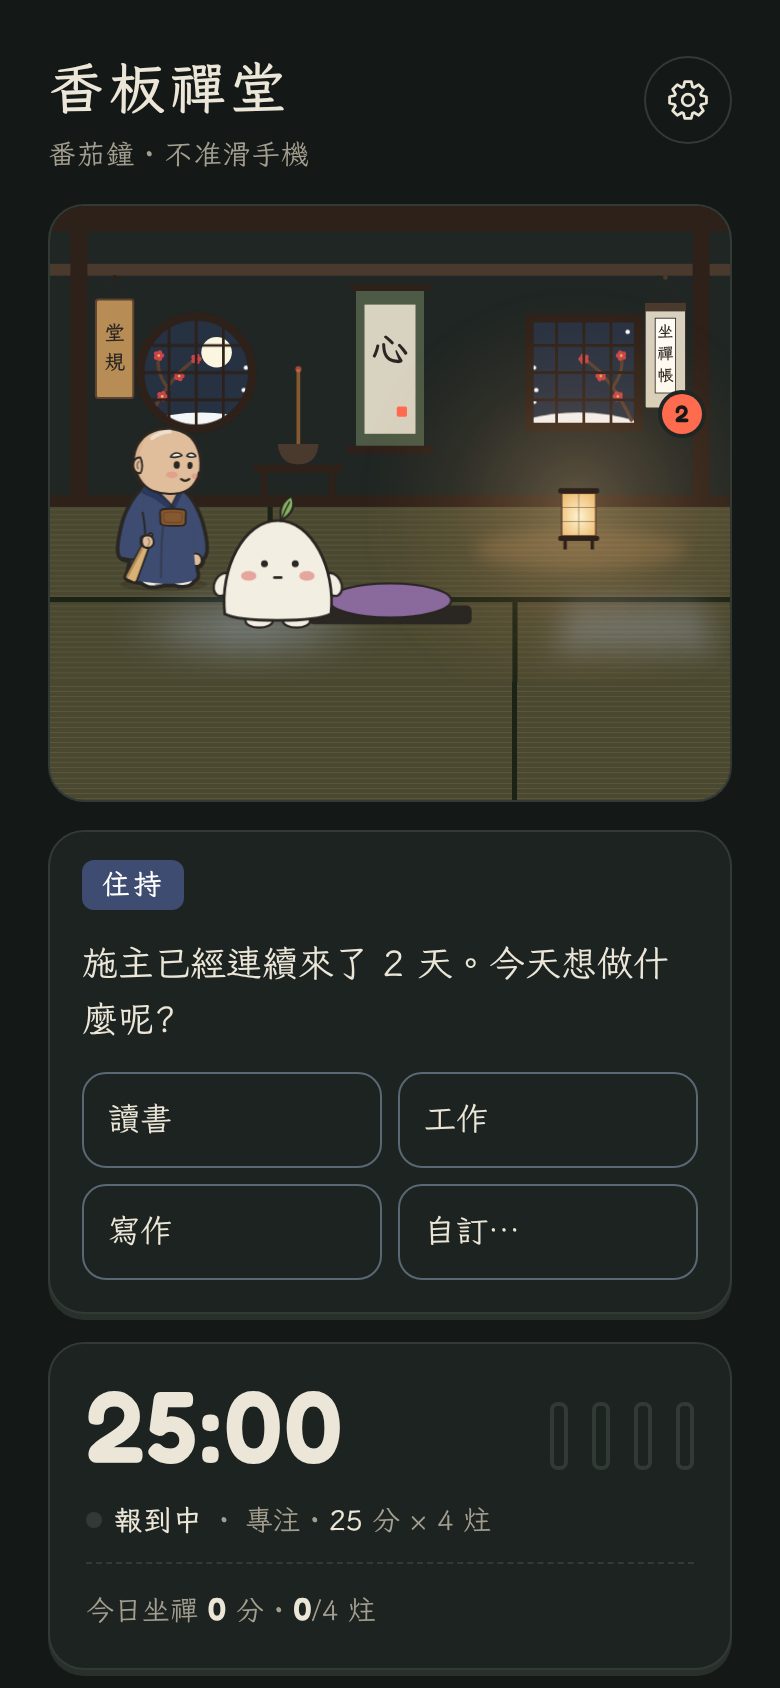 香板禪堂
番茄鐘・不准滑手機
堂規
心
坐禪帳
2
住持
施主已經連續來了 2 天。今天想做什
麼呢?
讀書
工作
寫作
自訂⋯
25:00
報到中 ・ 專注・25 分 × 4 炷
今日坐禪 0 分・0/4 炷